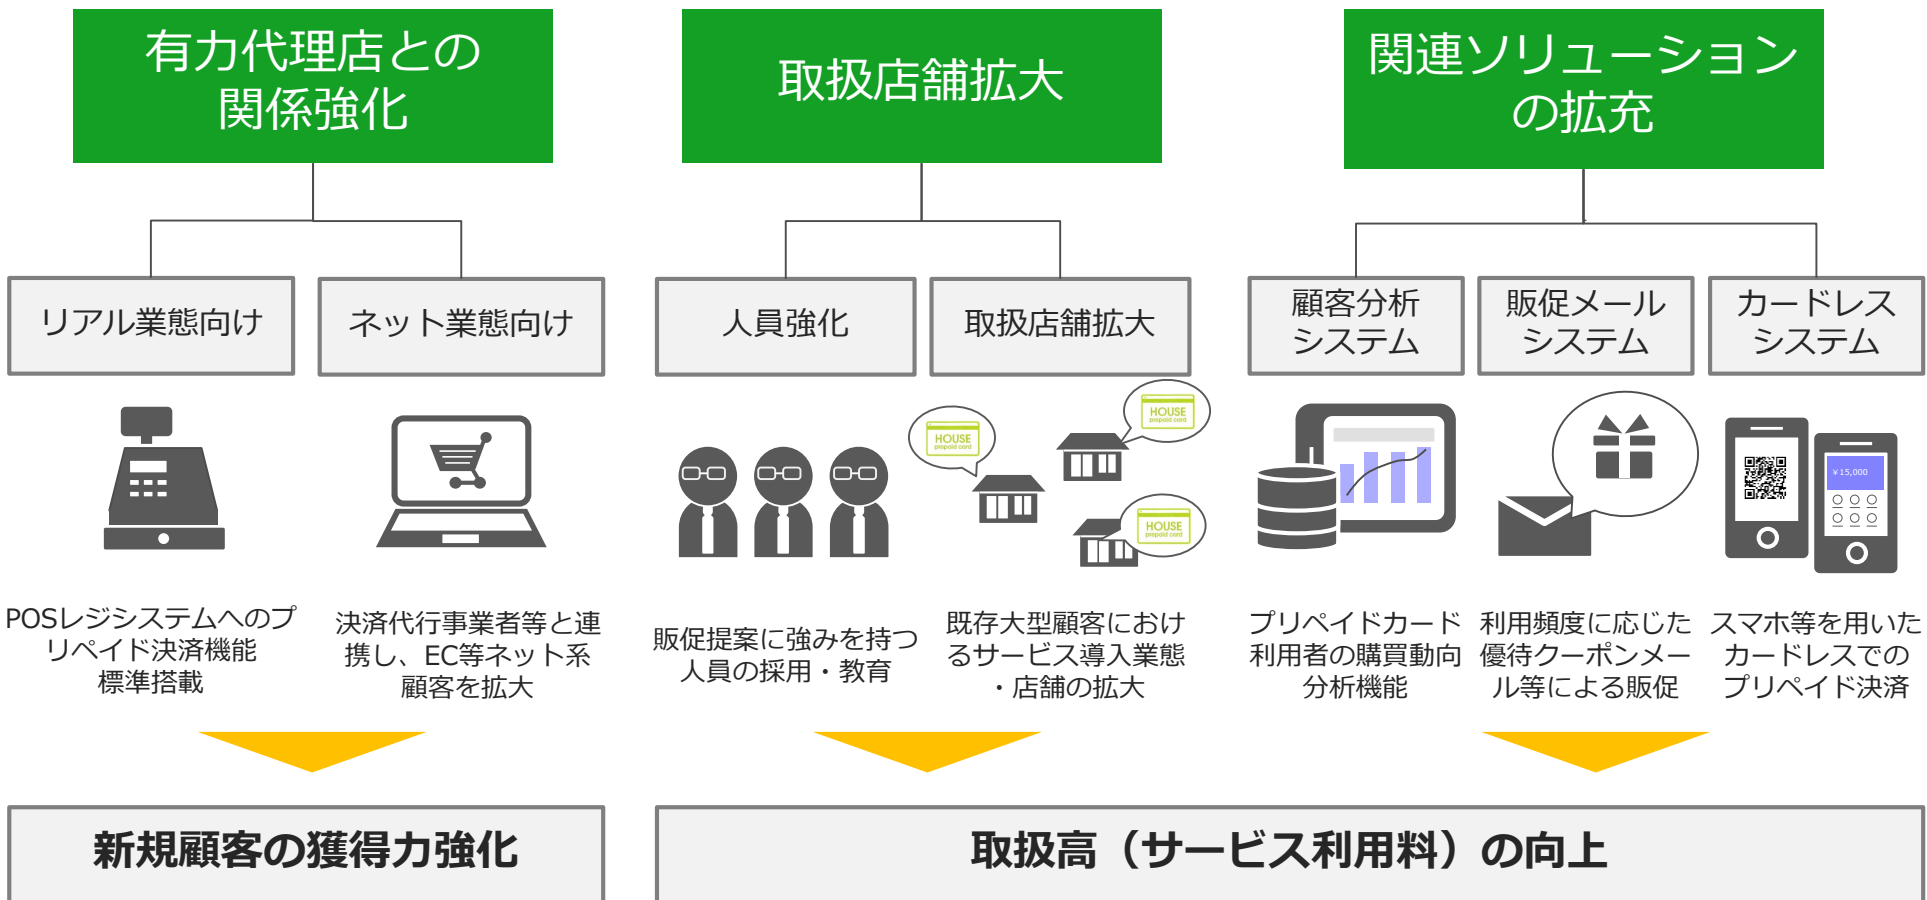 有力代理店との
関係強化
取扱店舗拡大
関連ソリューション
の拡充
リアル業態向け
ネット業態向け
人員強化
取扱店舗拡大
顧客分析
システム
販促メール
システム
カードレス
システム
HOUSE
prepaid card
HOUSE
prepaid card
HOUSE
prepaid card
¥15,000
POSレジシステムへのプ
リペイド決済機能
標準搭載
決済代行事業者等と連
携し、EC等ネット系
顧客を拡大
販促提案に強みを持つ
人員の採用・教育
既存大型顧客におけ
るサービス導入業態
・店舗の拡大
プリペイドカード
利用者の購買動向
分析機能
利用頻度に応じた
優待クーポンメー
ル等による販促
スマホ等を用いた
カードレスでの
プリペイド決済
新規顧客の獲得力強化
取扱高（サービス利用料）の向上